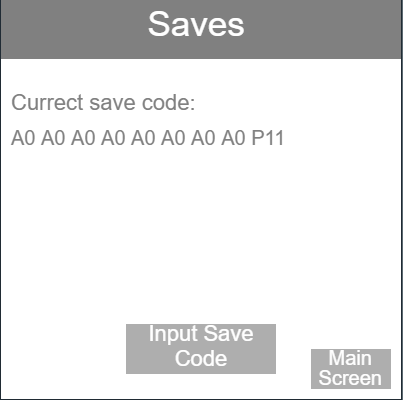 Saves
Currect save code:
A0 A0 A0 A0 A0 A0 A0 A0 P11
Input Save
Code
Main
Screen